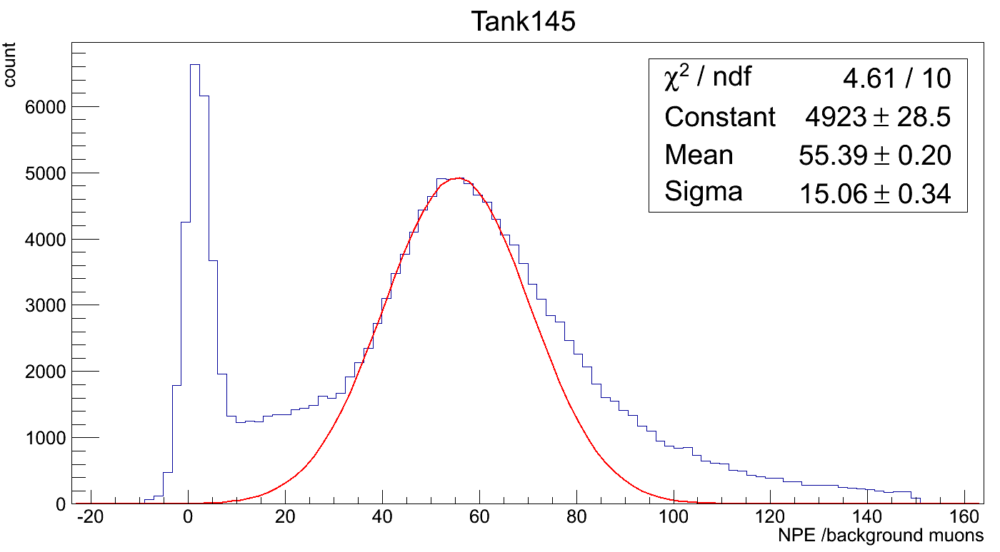 Tank145
count
χ² / ndf 4.61 / 10
Constant 4923 ± 28.5
Mean 55.39 ± 0.20
Sigma 15.06 ± 0.34
6000
5000
4000
3000
2000
1000
0
-20 0 20 40 60 80 100 120 140 160
NPE /background muons